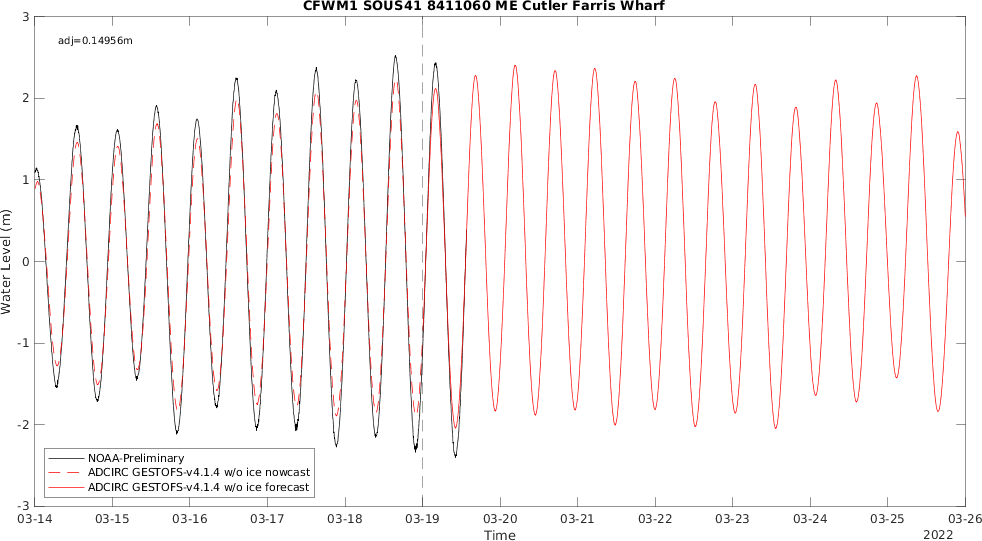 CFWM1 SOUS41 8411060 ME Cutler Farris Wharf
adj=0.14956m
3
2
1
0
-1
-2
-3
Water Level (m)
NOAA-Preliminary
ADCIRC GESTOFS-v4.1.4 w/o ice nowcast
ADCIRC GESTOFS-v4.1.4 w/o ice forecast
03-14 03-15 03-16 03-17 03-18 03-19 03-20 03-21 03-22 03-23 03-24 03-25 03-26
Time
2022